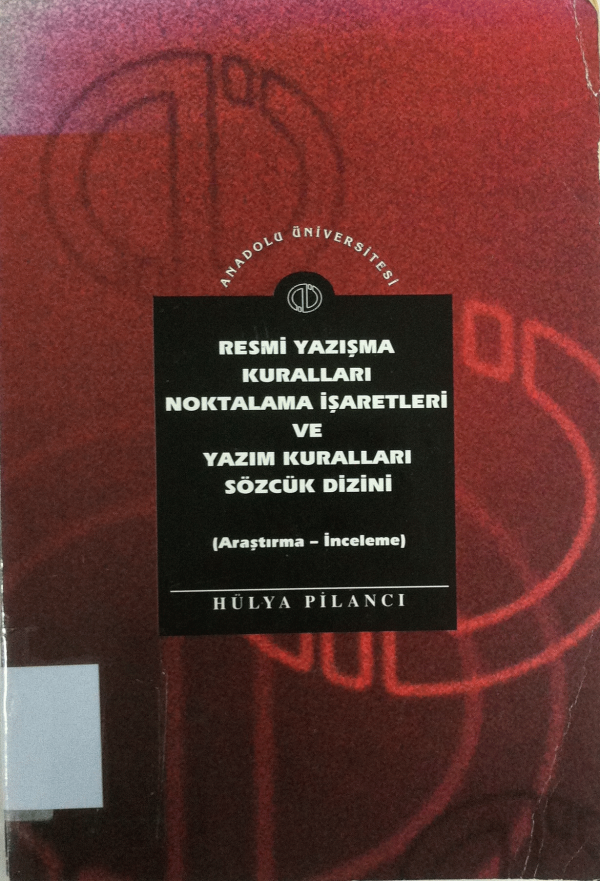 ANADOLU ÜNİVERSİTESİ
RESMİ YAZIŞMA
KURALLARI
NOKTALAMA İŞARETLERİ
VE
YAZIM KURALLARI
SÖZCÜK DİZİNİ
(Araştırma – İnceleme)
HÜLYA PİLANCI